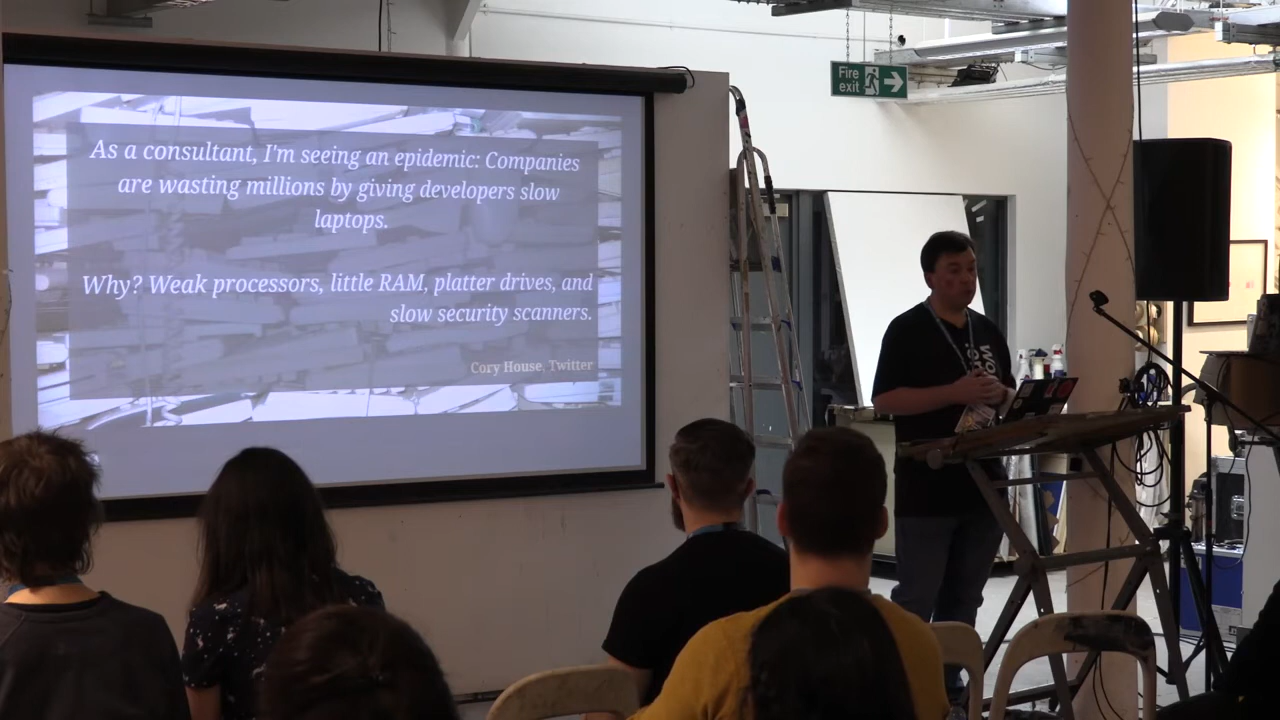 As a consultant, I'm seeing an epidemic: Companies
are wasting millions by giving developers slow
laptops.
Why? Weak processors, little RAM, platter drives, and
slow security scanners.
Cory House, Twitter
Fire
exit